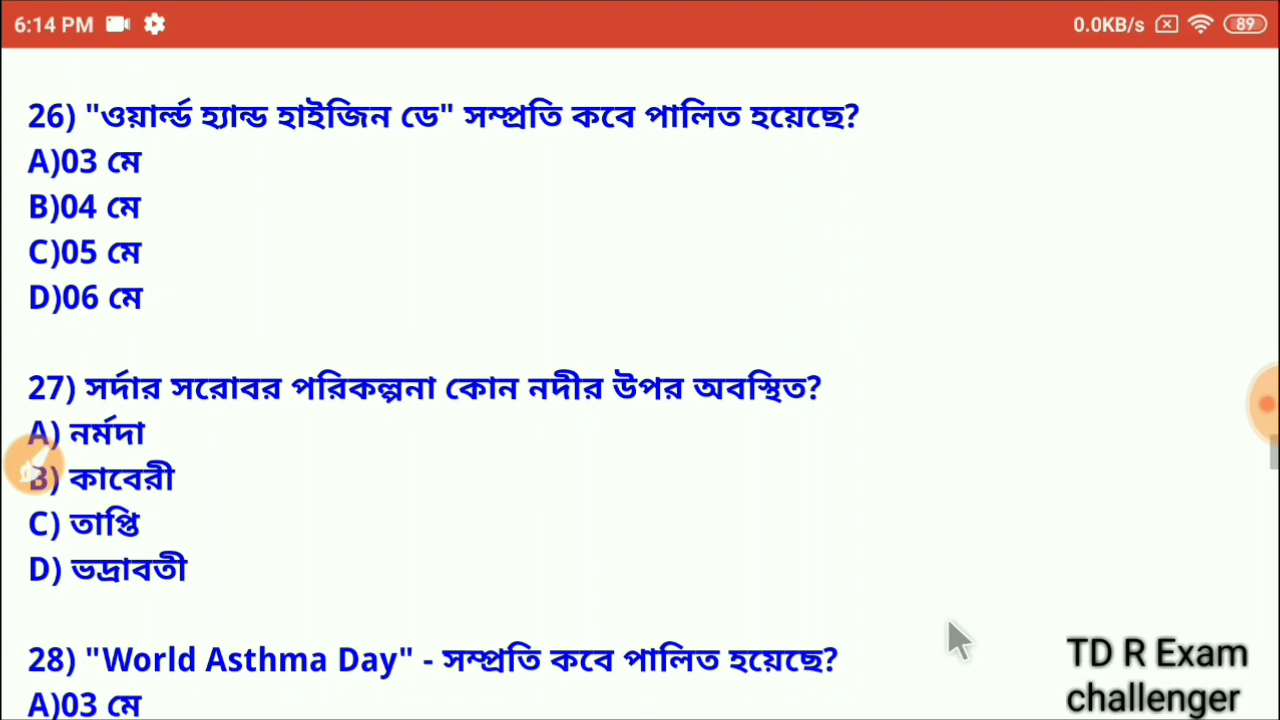 6:14 PM 0.0KB/s 89
26) "ওয়ার্ল্ড হ্যান্ড হাইজিন ডে" সম্প্রতি কবে পালিত হয়েছে?
A)03 মে
B)04 মে
C)05 মে
D)06 মে
27) সর্দার সরোবর পরিকল্পনা কোন নদীর উপর অবস্থিত?
A) নর্মদা
B) কাবেরী
C) তাপ্তি
D) ভদ্রাবতী
28) "World Asthma Day" - সম্প্রতি কবে পালিত হয়েছে?
A)03 মে
TD R Exam
challenger